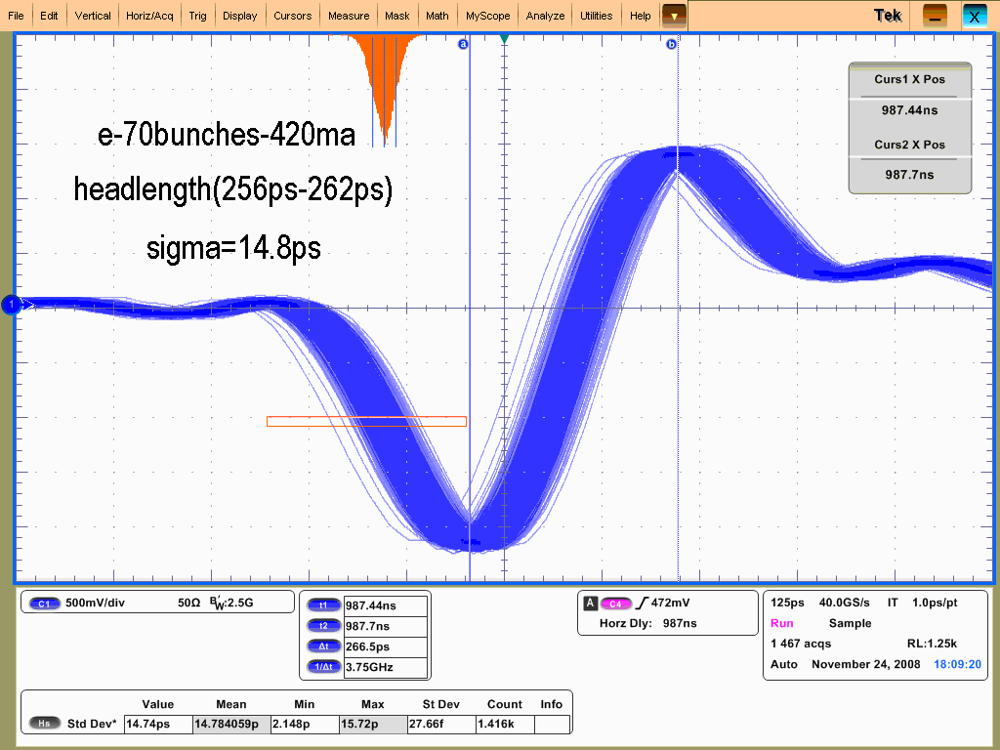 File Edit Vertical Horiz/Acq Trig Display Cursors Measure Mask Math MyScope Analyze Utilities Help Tek X
a b
Curs1 X Pos
987.44ns
Curs2 X Pos
987.7ns
e-70bunches-420ma
headlength(256ps-262ps)
sigma=14.8ps
1
C1 500mV/div 50Ω BW:2.5G
t1 987.44ns
t2 987.7ns
Δt 266.5ps
1/Δt 3.75GHz
A C4 472mV
Horz Dly: 987ns
125ps 40.0GS/s IT 1.0ps/pt
Run Sample
1 467 acqs RL:1.25k
Auto November 24, 2008 18:09:20
Value Mean Min Max St Dev Count Info
Hs Std Dev* 14.74ps 14.784059p 2.148p 15.72p 27.66f 1.416k